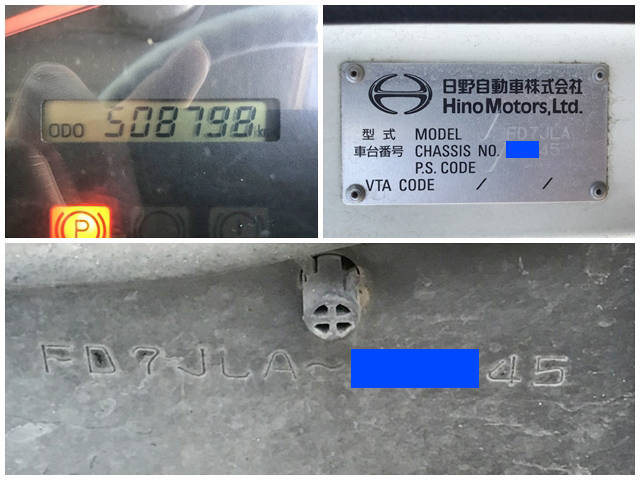 ODO 508798 km
P
日野自動車株式会社
Hino Motors, Ltd.
型式 MODEL FD7JLA
車台番号 CHASSIS NO. 45
P.S. CODE
VTA CODE / /
FD7JLA~ 45